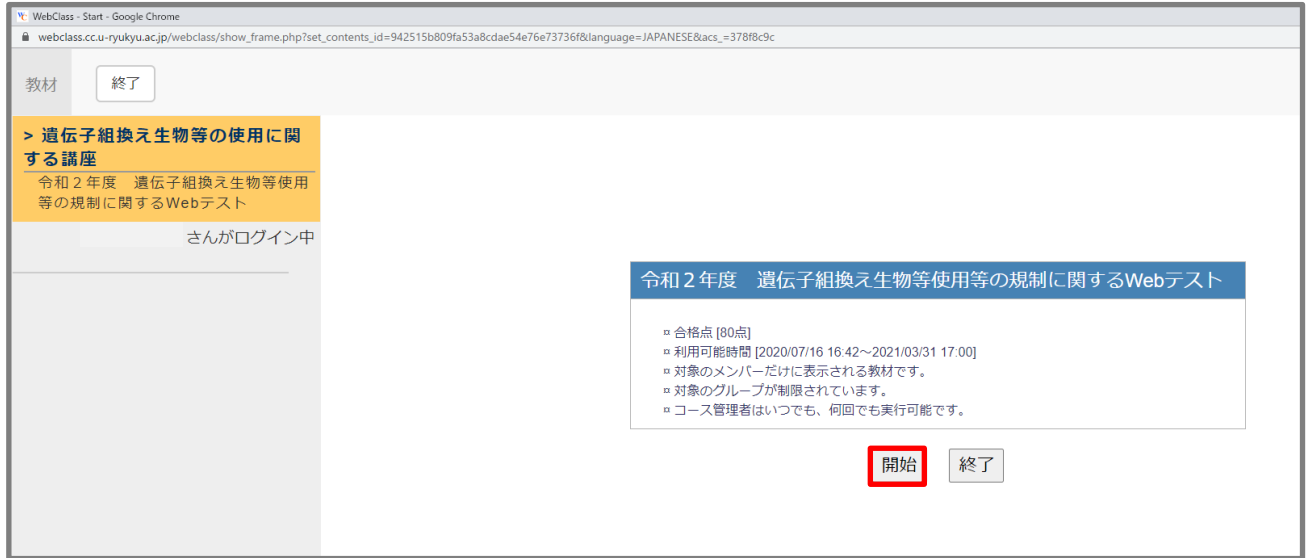 WebClass - Start - Google Chrome
webclass.cc.u-ryukyu.ac.jp/webclass/show_frame.php?set_contents_id=942515b809fa53a8cdae54e76e73736f&language=JAPANESE&acs_=378f8c9c
教材 終了
> 遺伝子組換え生物等の使用に関
する講座
令和２年度　遺伝子組換え生物等使用
等の規制に関するWebテスト
さんがログイン中
令和２年度　遺伝子組換え生物等使用等の規制に関するWebテスト
¤ 合格点 [80点]
¤ 利用可能時間 [2020/07/16 16:42～2021/03/31 17:00]
¤ 対象のメンバーだけに表示される教材です。
¤ 対象のグループが制限されています。
¤ コース管理者はいつでも、何回でも実行可能です。
開始 終了